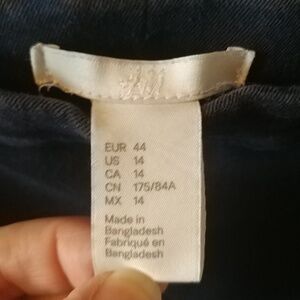 H&M
EUR 44
US 14
CA 14
CN 175/84A
MX 14
Made in
Bangladesh
Fabriqué en
Bangladesh